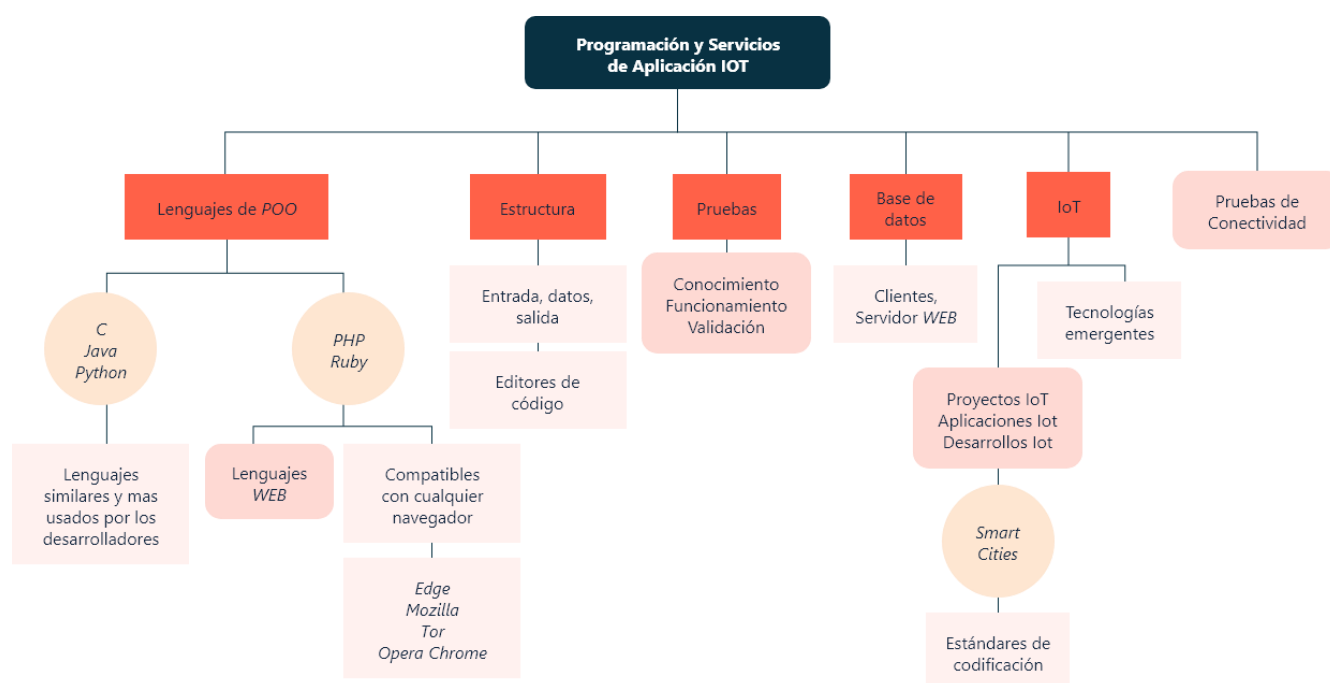 Programación y Servicios
de Aplicación IOT
Lenguajes de POO
Estructura
Pruebas
Base de
datos
IoT
Pruebas de
Conectividad
C
Java
Python
PHP
Ruby
Entrada, datos,
salida
Editores de
código
Conocimiento
Funcionamiento
Validación
Clientes,
Servidor WEB
Tecnologías
emergentes
Proyectos IoT
Aplicaciones Iot
Desarrollos Iot
Lenguajes
similares y mas
usados por los
desarrolladores
Lenguajes
WEB
Compatibles
con cualquier
navegador
Edge
Mozilla
Tor
Opera Chrome
Smart
Cities
Estándares de
codificación